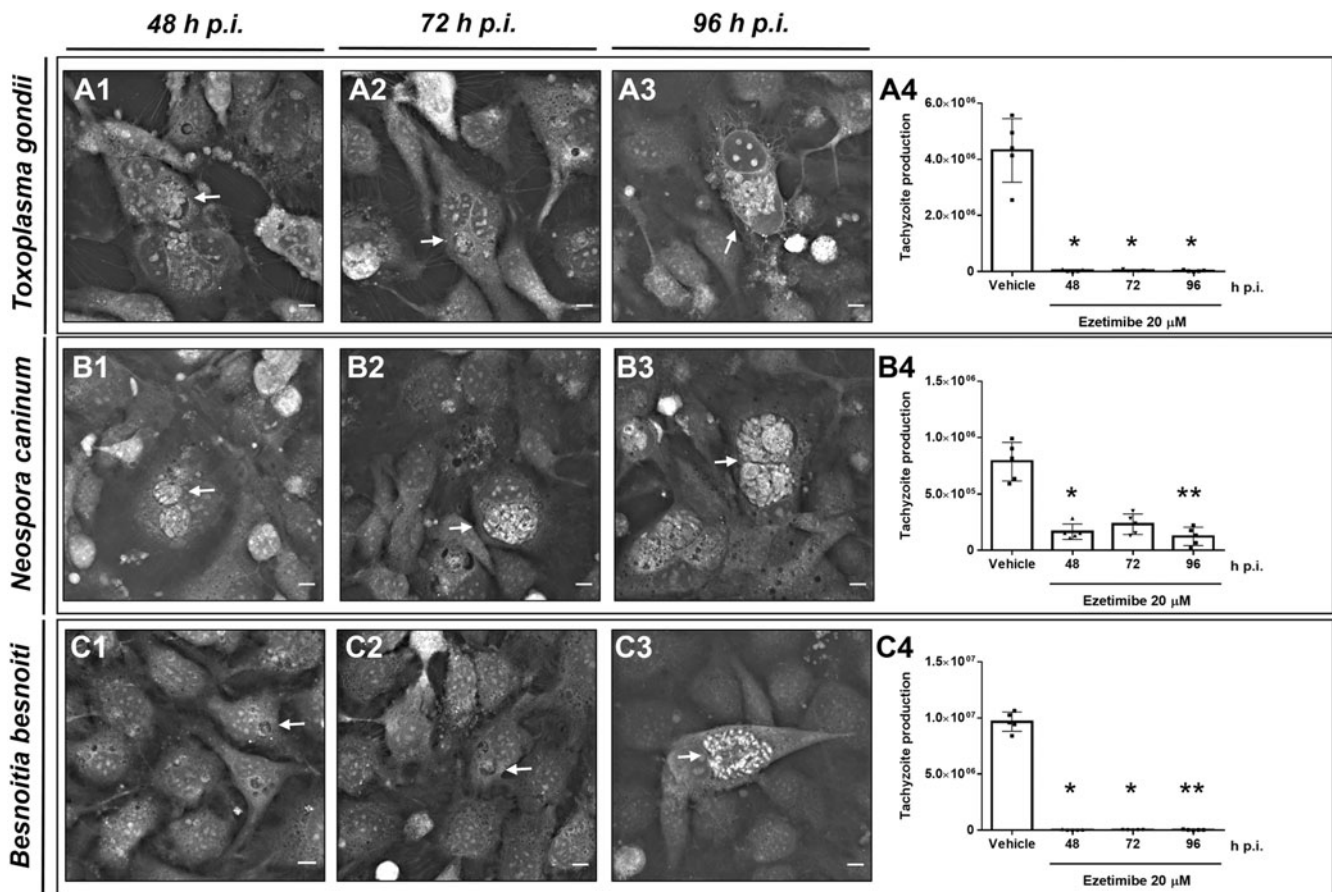 48 h p.i.
72 h p.i.
96 h p.i.
Toxoplasma gondii
A1
A2
A3
A4
Tachyzoite production
6.0×10⁰⁶
4.0×10⁰⁶
2.0×10⁰⁶
0
* * *
Vehicle 48 72 96 h p.i.
Ezetimibe 20 μM
Neospora caninum
B1
B2
B3
B4
Tachyzoite production
1.5×10⁰⁶
1.0×10⁰⁶
5.0×10⁰⁵
0
* **
Vehicle 48 72 96 h p.i.
Ezetimibe 20 μM
Besnoitia besnoiti
C1
C2
C3
C4
Tachyzoite production
1.5×10⁰⁷
1.0×10⁰⁷
5.0×10⁰⁶
0
* * **
Vehicle 48 72 96 h p.i.
Ezetimibe 20 μM